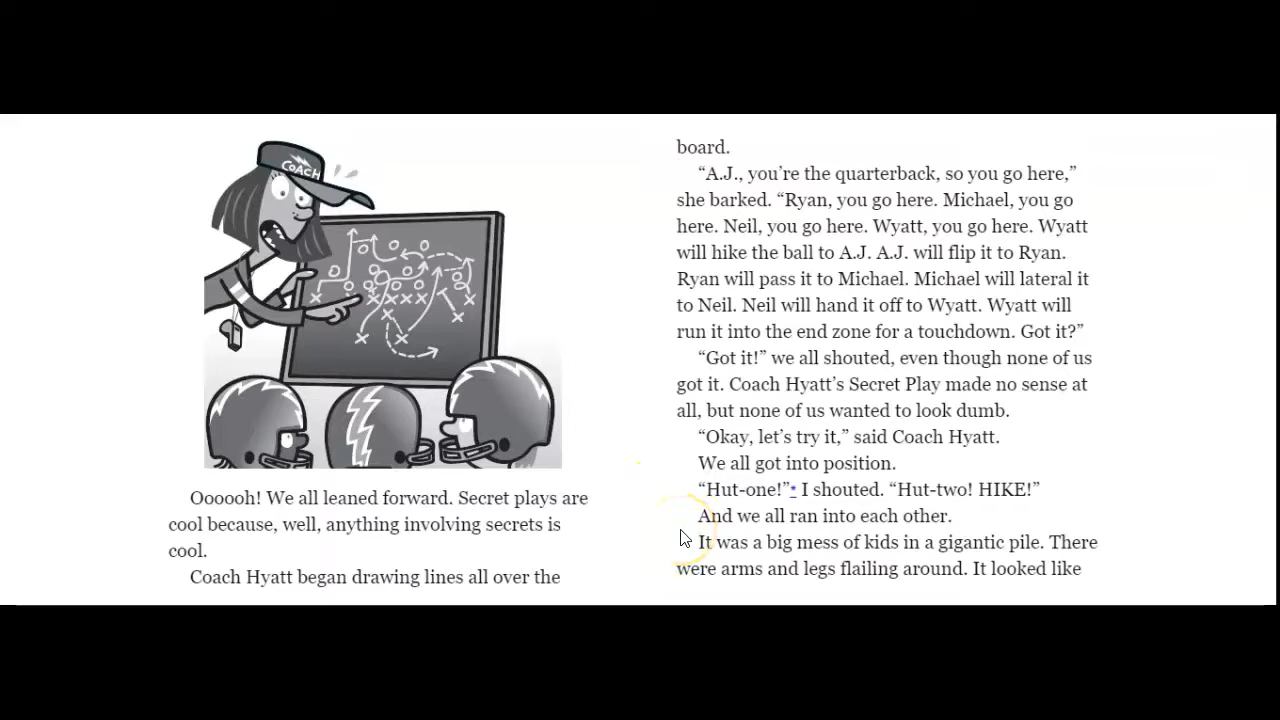 COACH
Oooooh! We all leaned forward. Secret plays are
cool because, well, anything involving secrets is
cool.
Coach Hyatt began drawing lines all over the
board.
“A.J., you’re the quarterback, so you go here,”
she barked. “Ryan, you go here. Michael, you go
here. Neil, you go here. Wyatt, you go here. Wyatt
will hike the ball to A.J. A.J. will flip it to Ryan.
Ryan will pass it to Michael. Michael will lateral it
to Neil. Neil will hand it off to Wyatt. Wyatt will
run it into the end zone for a touchdown. Got it?”
“Got it!” we all shouted, even though none of us
got it. Coach Hyatt’s Secret Play made no sense at
all, but none of us wanted to look dumb.
“Okay, let’s try it,” said Coach Hyatt.
We all got into position.
“Hut-one!”* I shouted. “Hut-two! HIKE!”
And we all ran into each other.
It was a big mess of kids in a gigantic pile. There
were arms and legs flailing around. It looked like